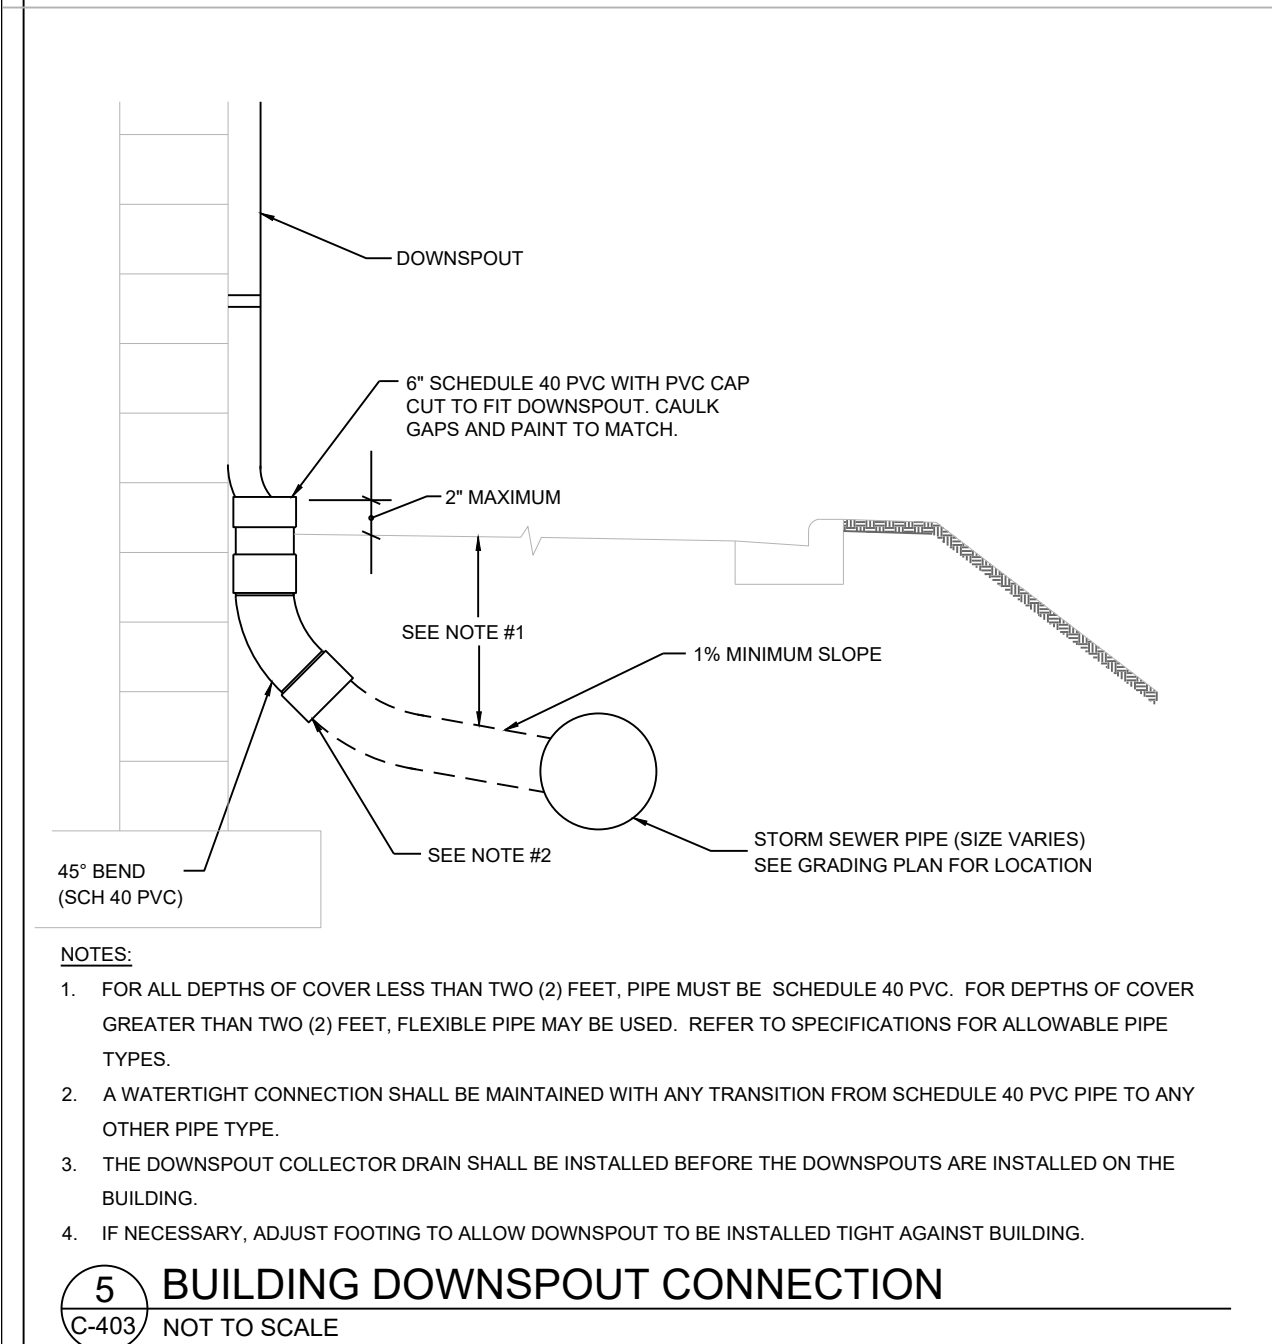 DOWNSPOUT
6" SCHEDULE 40 PVC WITH PVC CAP
CUT TO FIT DOWNSPOUT. CAULK
GAPS AND PAINT TO MATCH.
2" MAXIMUM
SEE NOTE #1
1% MINIMUM SLOPE
STORM SEWER PIPE (SIZE VARIES)
SEE GRADING PLAN FOR LOCATION
SEE NOTE #2
45° BEND
(SCH 40 PVC)
NOTES:
1. FOR ALL DEPTHS OF COVER LESS THAN TWO (2) FEET, PIPE MUST BE SCHEDULE 40 PVC. FOR DEPTHS OF COVER
GREATER THAN TWO (2) FEET, FLEXIBLE PIPE MAY BE USED. REFER TO SPECIFICATIONS FOR ALLOWABLE PIPE
TYPES.
2. A WATERTIGHT CONNECTION SHALL BE MAINTAINED WITH ANY TRANSITION FROM SCHEDULE 40 PVC PIPE TO ANY
OTHER PIPE TYPE.
3. THE DOWNSPOUT COLLECTOR DRAIN SHALL BE INSTALLED BEFORE THE DOWNSPOUTS ARE INSTALLED ON THE
BUILDING.
4. IF NECESSARY, ADJUST FOOTING TO ALLOW DOWNSPOUT TO BE INSTALLED TIGHT AGAINST BUILDING.
5 BUILDING DOWNSPOUT CONNECTION
C-403 NOT TO SCALE